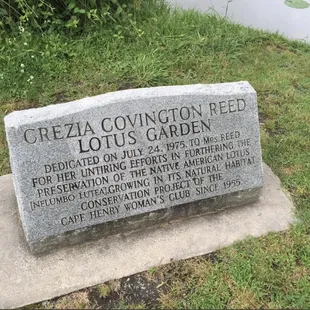 CREZIA COVINGTON REED
LOTUS GARDEN
DEDICATED ON JULY 24, 1975, TO MRS REED
FOR HER UNTIRING EFFORTS IN FURTHERING THE
PRESERVATION OF THE NATIVE AMERICAN LOTUS
(NELUMBO LUTEA) GROWING IN ITS NATURAL HABITAT
CONSERVATION PROJECT OF THE
CAPE HENRY WOMAN'S CLUB SINCE 1955